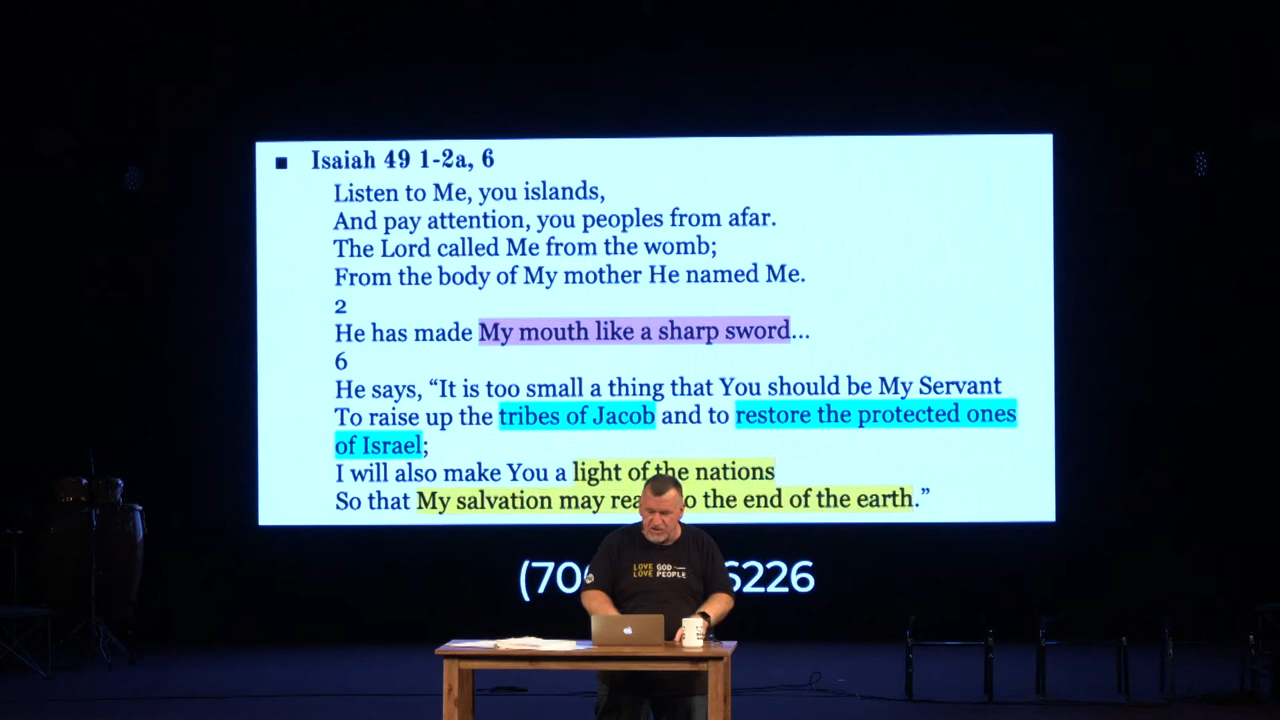 ■ Isaiah 49 1-2a, 6
Listen to Me, you islands,
And pay attention, you peoples from afar.
The Lord called Me from the womb;
From the body of My mother He named Me.
2
He has made My mouth like a sharp sword...
6
He says, “It is too small a thing that You should be My Servant
To raise up the tribes of Jacob and to restore the protected ones
of Israel;
I will also make You a light of the nations
So that My salvation may rea o the end of the earth.”
(70 6226
LOVE GOD
LOVE PEOPLE